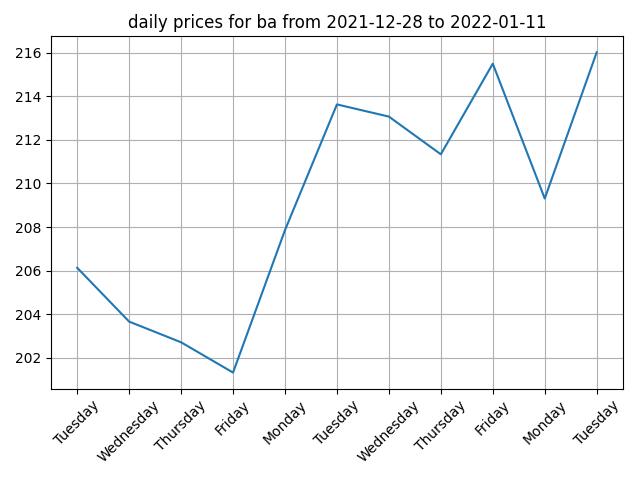 daily prices for ba from 2021-12-28 to 2022-01-11
216
214
212
210
208
206
204
202
Tuesday
Wednesday
Thursday
Friday
Monday
Tuesday
Wednesday
Thursday
Friday
Monday
Tuesday